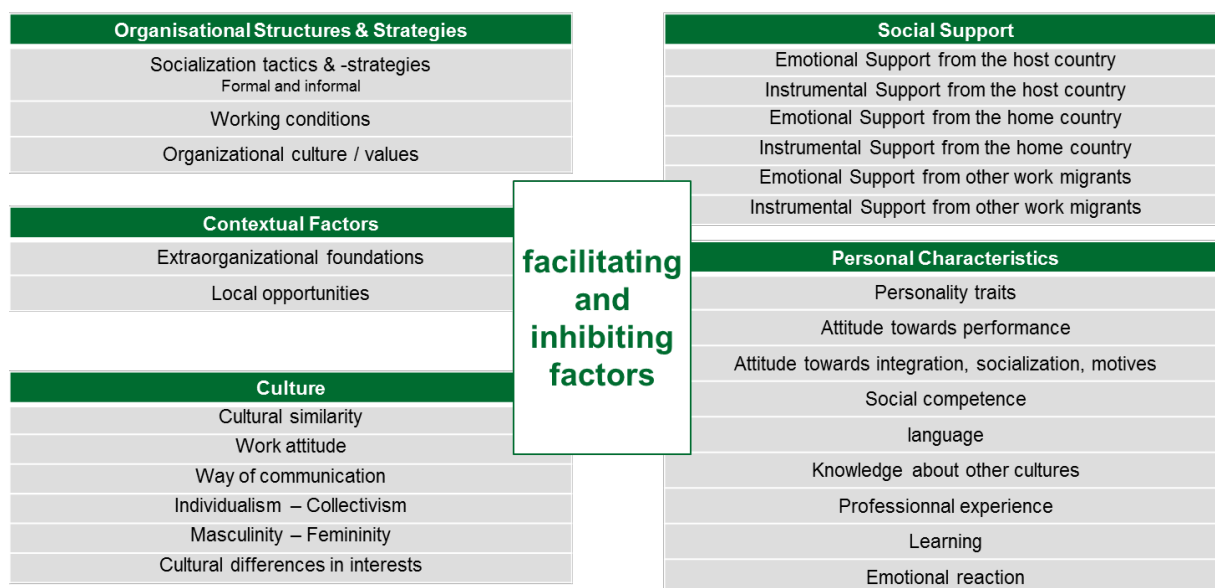 Organisational Structures & Strategies
Socialization tactics & -strategies
Formal and informal
Working conditions
Organizational culture / values
Contextual Factors
Extraorganizational foundations
Local opportunities
Culture
Cultural similarity
Work attitude
Way of communication
Individualism – Collectivism
Masculinity – Femininity
Cultural differences in interests
facilitating
and
inhibiting
factors
Social Support
Emotional Support from the host country
Instrumental Support from the host country
Emotional Support from the home country
Instrumental Support from the home country
Emotional Support from other work migrants
Instrumental Support from other work migrants
Personal Characteristics
Personality traits
Attitude towards performance
Attitude towards integration, socialization, motives
Social competence
language
Knowledge about other cultures
Professionnal experience
Learning
Emotional reaction